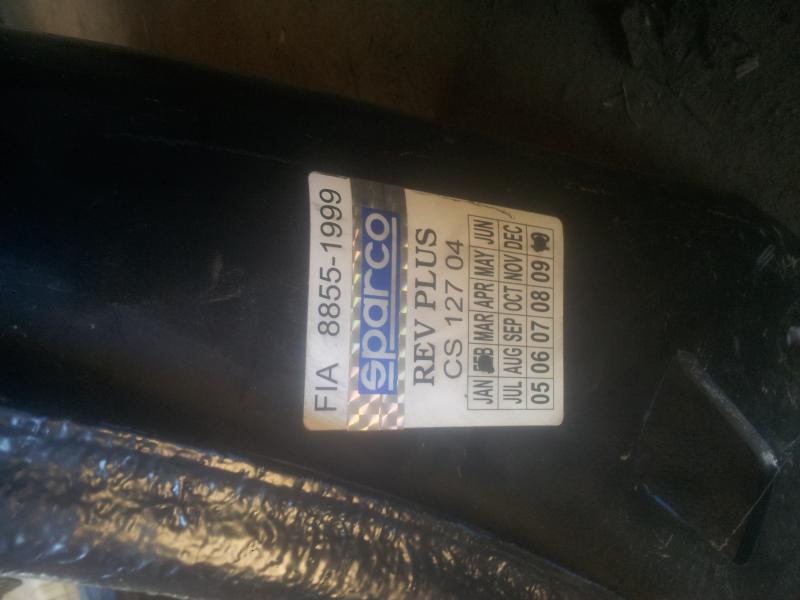 FIA 8855-1999
sparco
REV PLUS
CS 127 04
JAN MAR APR MAY JUN
JUL AUG SEP OCT NOV DEC
05 06 07 08 09